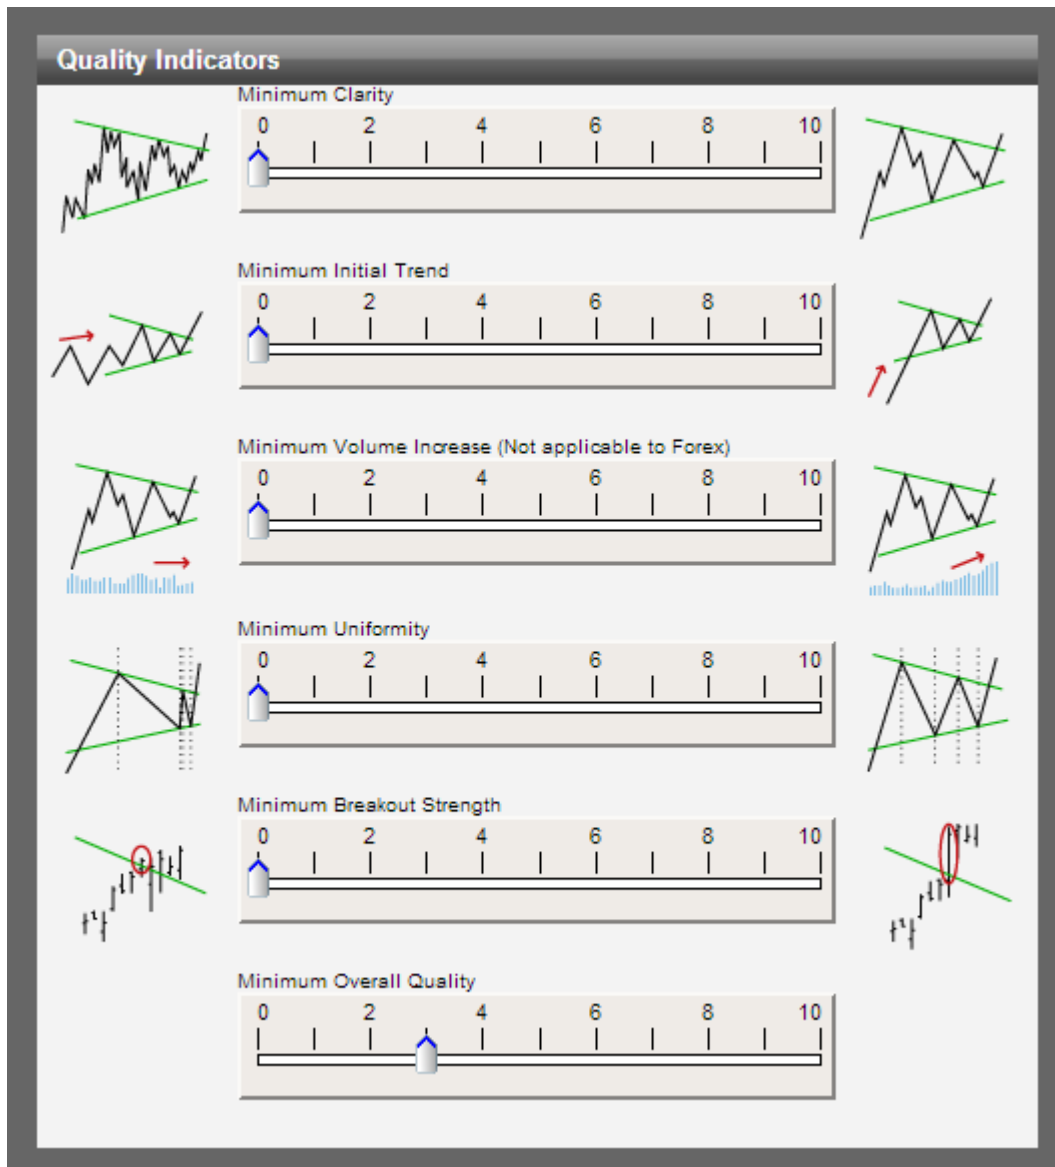 Quality Indicators
Minimum Clarity
0 2 4 6 8 10
Minimum Initial Trend
0 2 4 6 8 10
Minimum Volume Increase (Not applicable to Forex)
0 2 4 6 8 10
Minimum Uniformity
0 2 4 6 8 10
Minimum Breakout Strength
0 2 4 6 8 10
Minimum Overall Quality
0 2 4 6 8 10